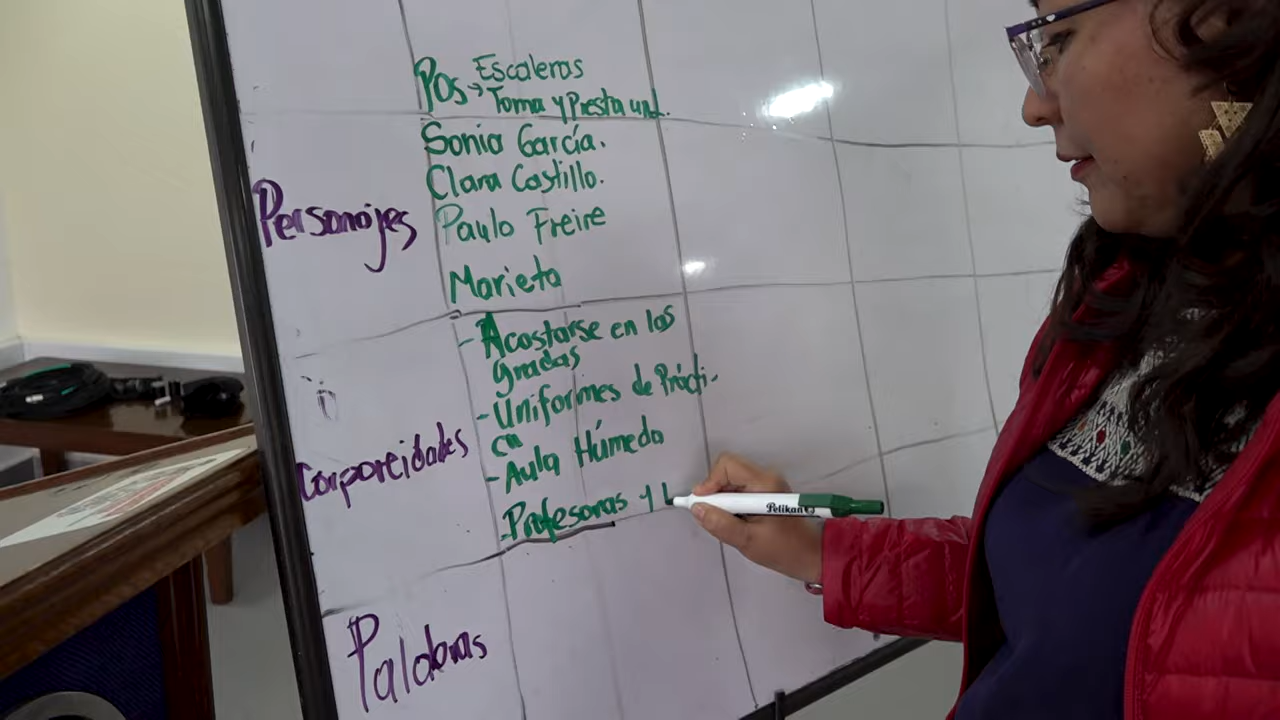 Pos → Escaleras
Toma y Presta und.
Personajes
Sonia García.
Clara Castillo.
Paulo Freire
Marieta
Corporeidades
- Acostarse en las
gradas
- Uniformes de Prácti-
ca
- Aula Húmeda
- Profesoras y
Palabras
Pelikan